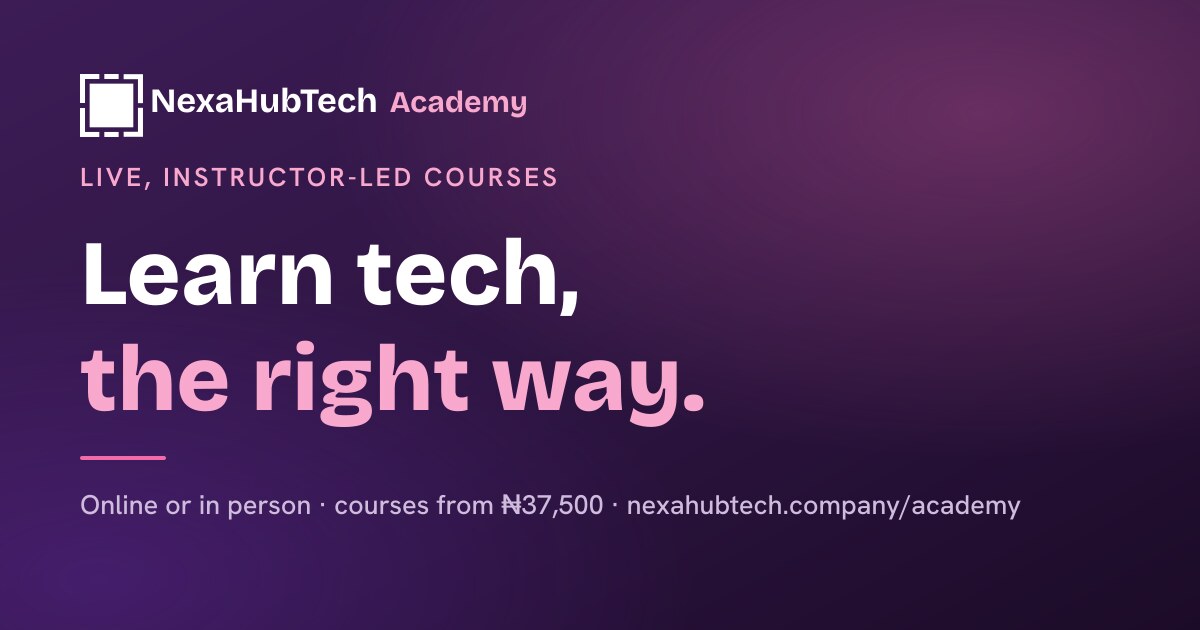 NexaHubTech Academy
LIVE, INSTRUCTOR-LED COURSES
Learn tech,
the right way.
Online or in person · courses from ₦37,500 · nexahubtech.company/academy